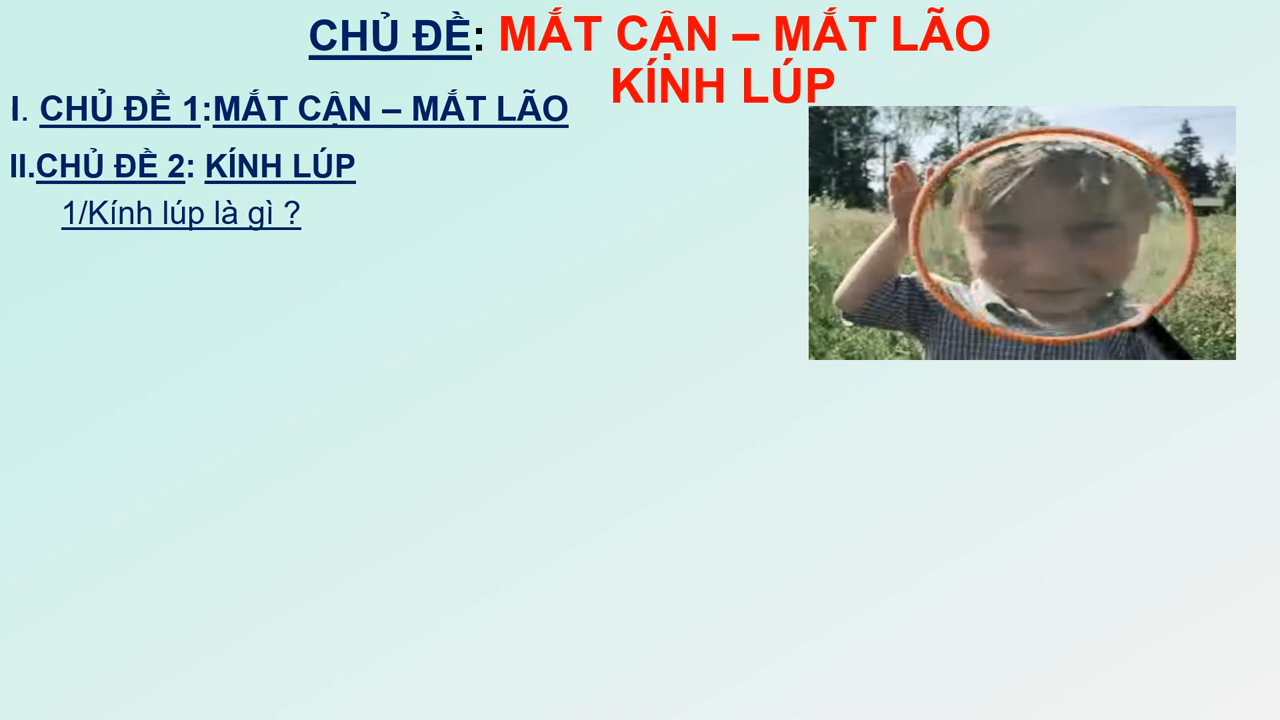 CHỦ ĐỀ: MẮT CẬN – MẮT LÃO
KÍNH LÚP
I. CHỦ ĐỀ 1:MẮT CẬN – MẮT LÃO
II.CHỦ ĐỀ 2: KÍNH LÚP
1/Kính lúp là gì ?